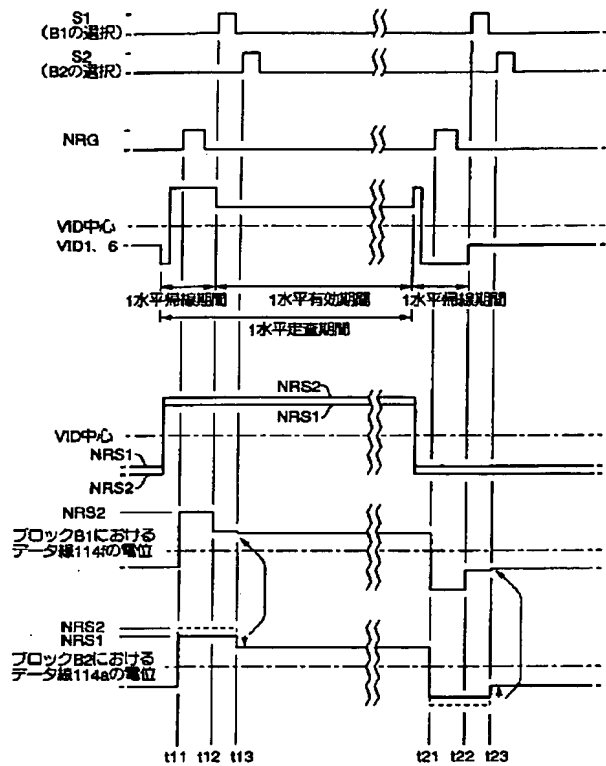 S1
(B1の選択)
S2
(B2の選択)
NRG
VID中心
VID1、6
1水平帰線期間
1水平有効期間
1水平帰線期間
1水平走査期間
NRS2
NRS1
VID中心
NRS1
NRS2
NRS2
ブロックB1における
データ線114fの電位
NRS2
NRS1
ブロックB2における
データ線114aの電位
t11
t12
t13
t21
t22
t23